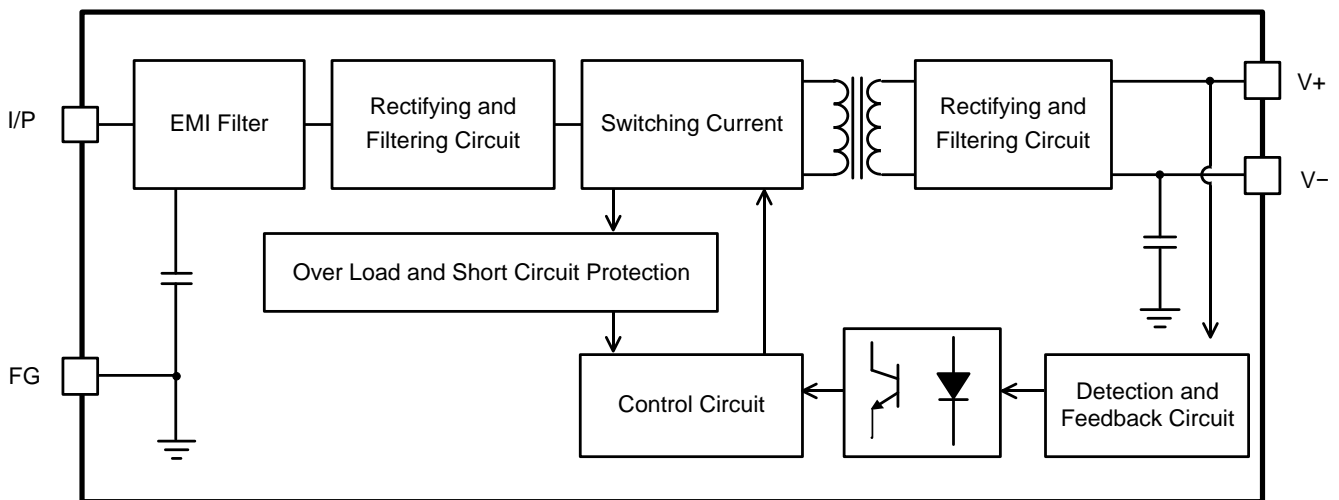 I/P
EMI Filter
Rectifying and
Filtering Circuit
Switching Current
Rectifying and
Filtering Circuit
V+
V−
Over Load and Short Circuit Protection
FG
Control Circuit
Detection and
Feedback Circuit